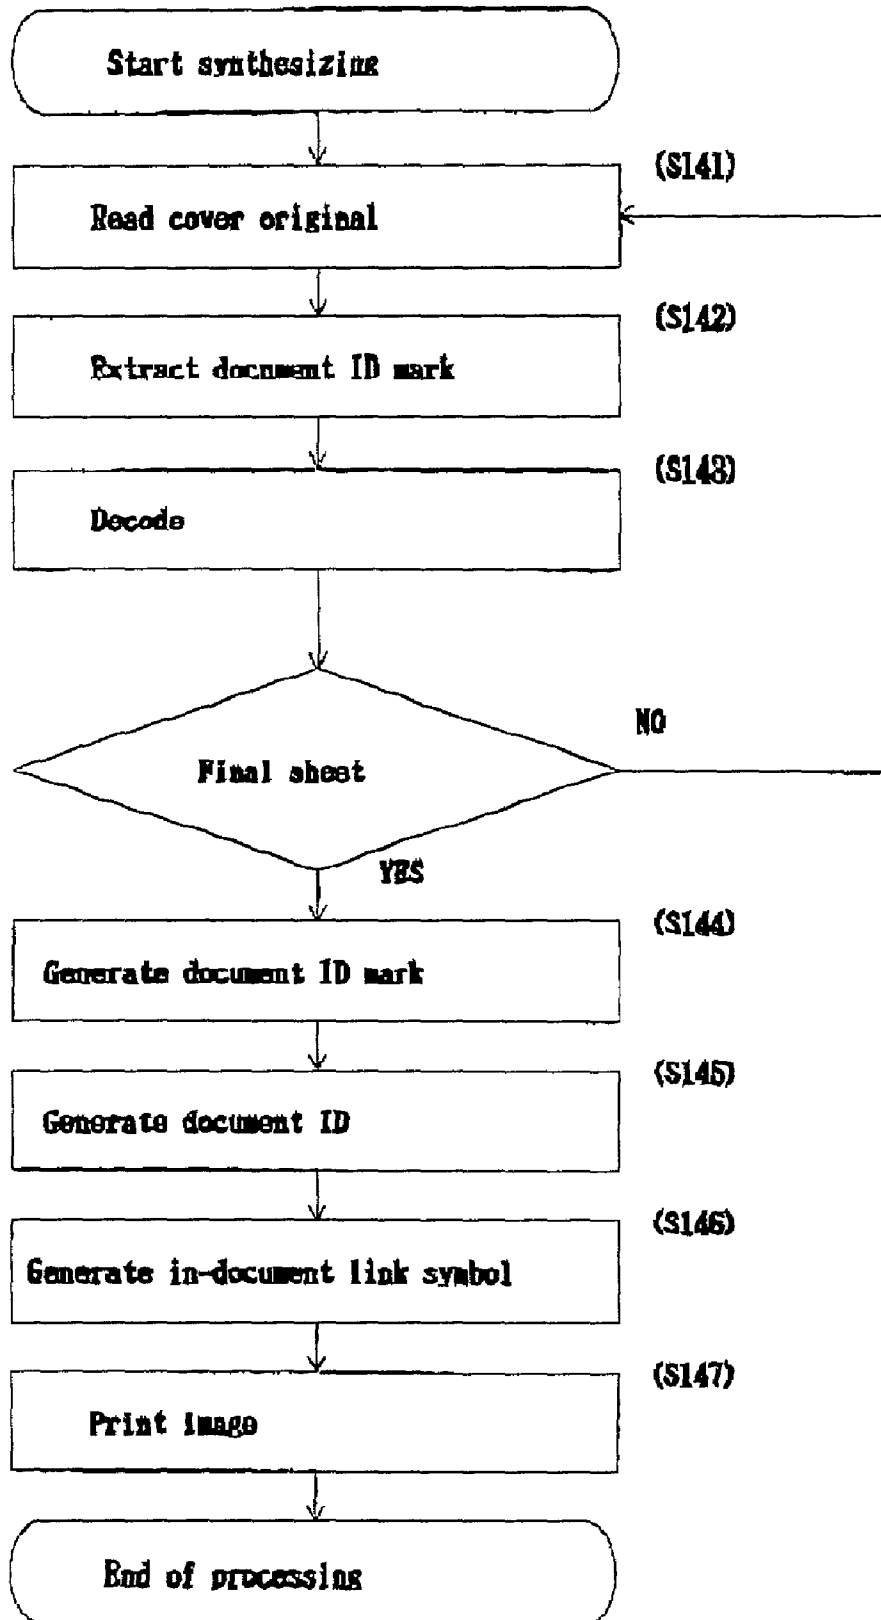 Start synthesizing
(S141)
Read cover original
(S142)
Extract document ID mark
(S143)
Decode
NO
Final sheet
YES
(S144)
Generate document ID mark
(S145)
Generate document ID
(S146)
Generate in-document link symbol
(S147)
Print image
End of processing